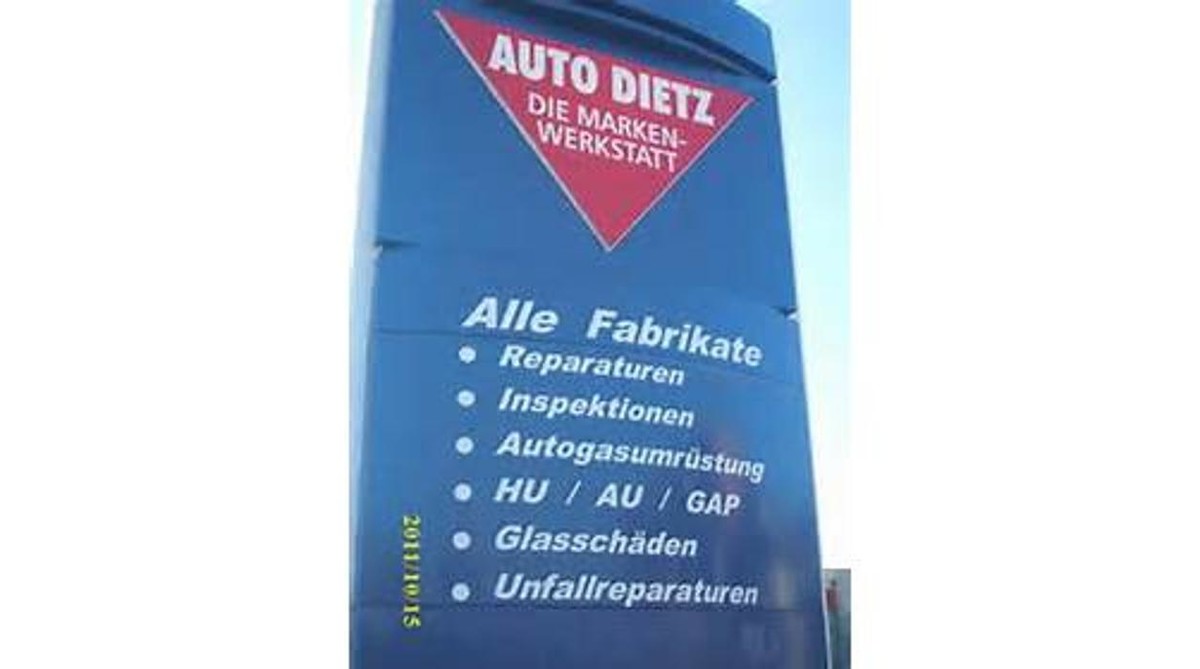 AUTO DIETZ
DIE MARKEN-
WERKSTATT
Alle Fabrikate
• Reparaturen
• Inspektionen
• Autogasumrüstung
• HU / AU / GAP
• Glasschäden
• Unfallreparaturen
2011/10/15